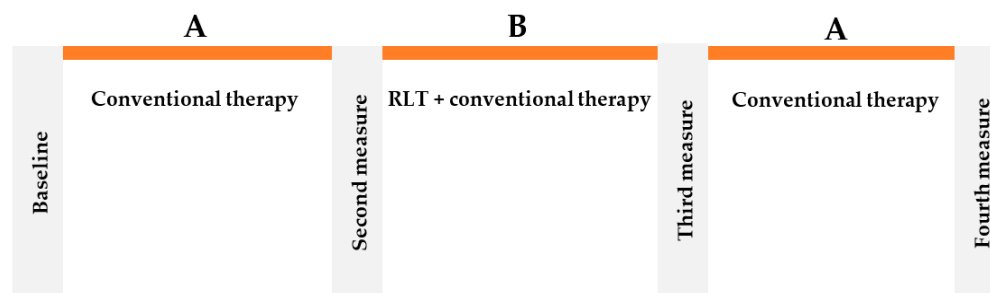 A
B
A
Baseline
Conventional therapy
Second measure
RLT + conventional therapy
Third measure
Conventional therapy
Fourth measure